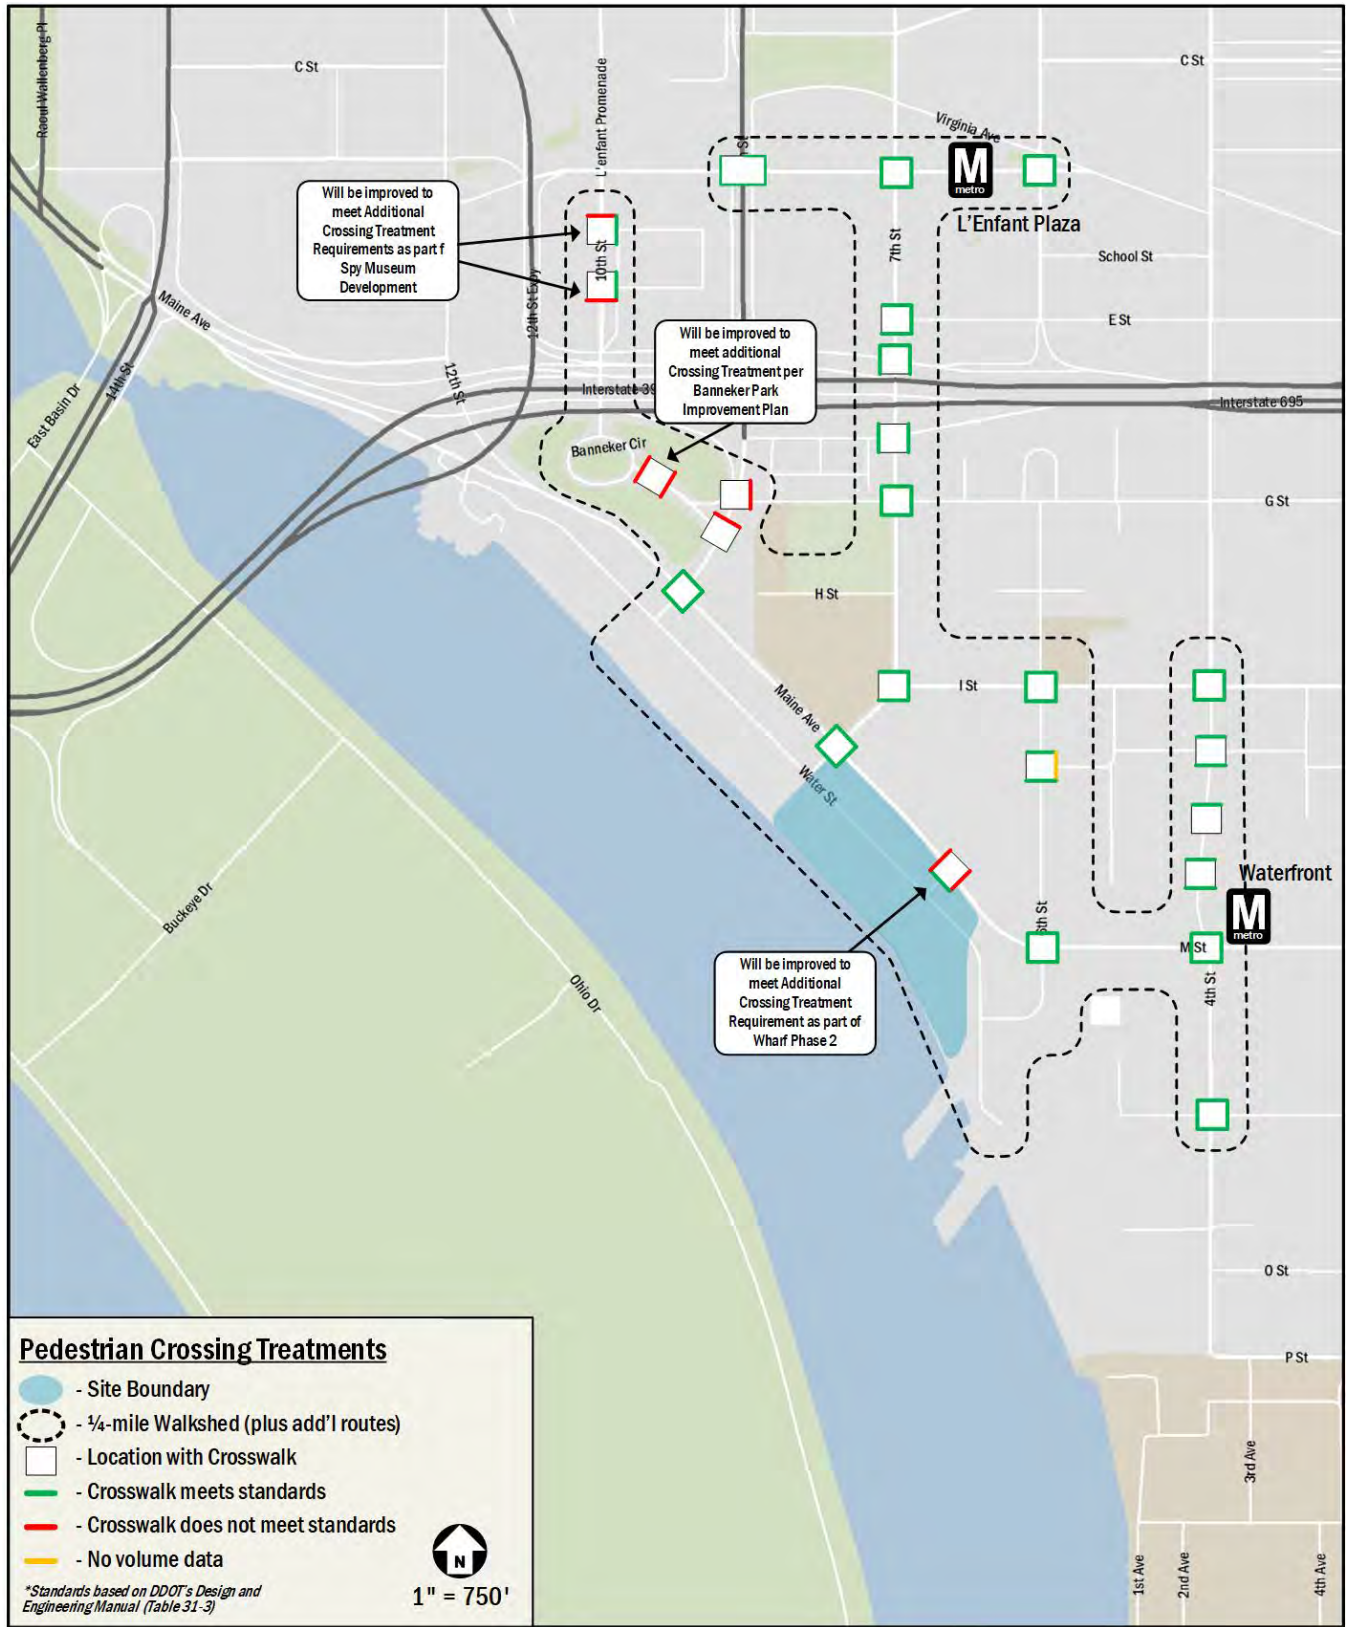 Raoul Wallenberg Pl
C St
L'enfant Promenade
C St
Virginia Ave
M
metro
L'Enfant Plaza
Will be improved to
meet Additional
Crossing Treatment
Requirements as part f
Spy Museum
Development
10th St
7th St
School St
12th St Expy
Maine Ave
E St
Will be improved to
meet additional
Crossing Treatment per
Banneker Park
Improvement Plan
14th St
12th St
East Basin Dr
Interstate 39
Interstate 695
Banneker Cir
G St
H St
I St
Maine Ave
Water St
Waterfront
M
metro
Buckeye Dr
M St
4th St
Ohio Dr
Will be improved to
meet Additional
Crossing Treatment
Requirement as part of
Wharf Phase 2
O St
P St
3rd Ave
1st Ave
2nd Ave
4th Ave
Pedestrian Crossing Treatments
- Site Boundary
- ¼-mile Walkshed (plus add'l routes)
- Location with Crosswalk
- Crosswalk meets standards
- Crosswalk does not meet standards
- No volume data
*Standards based on DDOT's Design and
Engineering Manual (Table 31-3)
N
1" = 750'